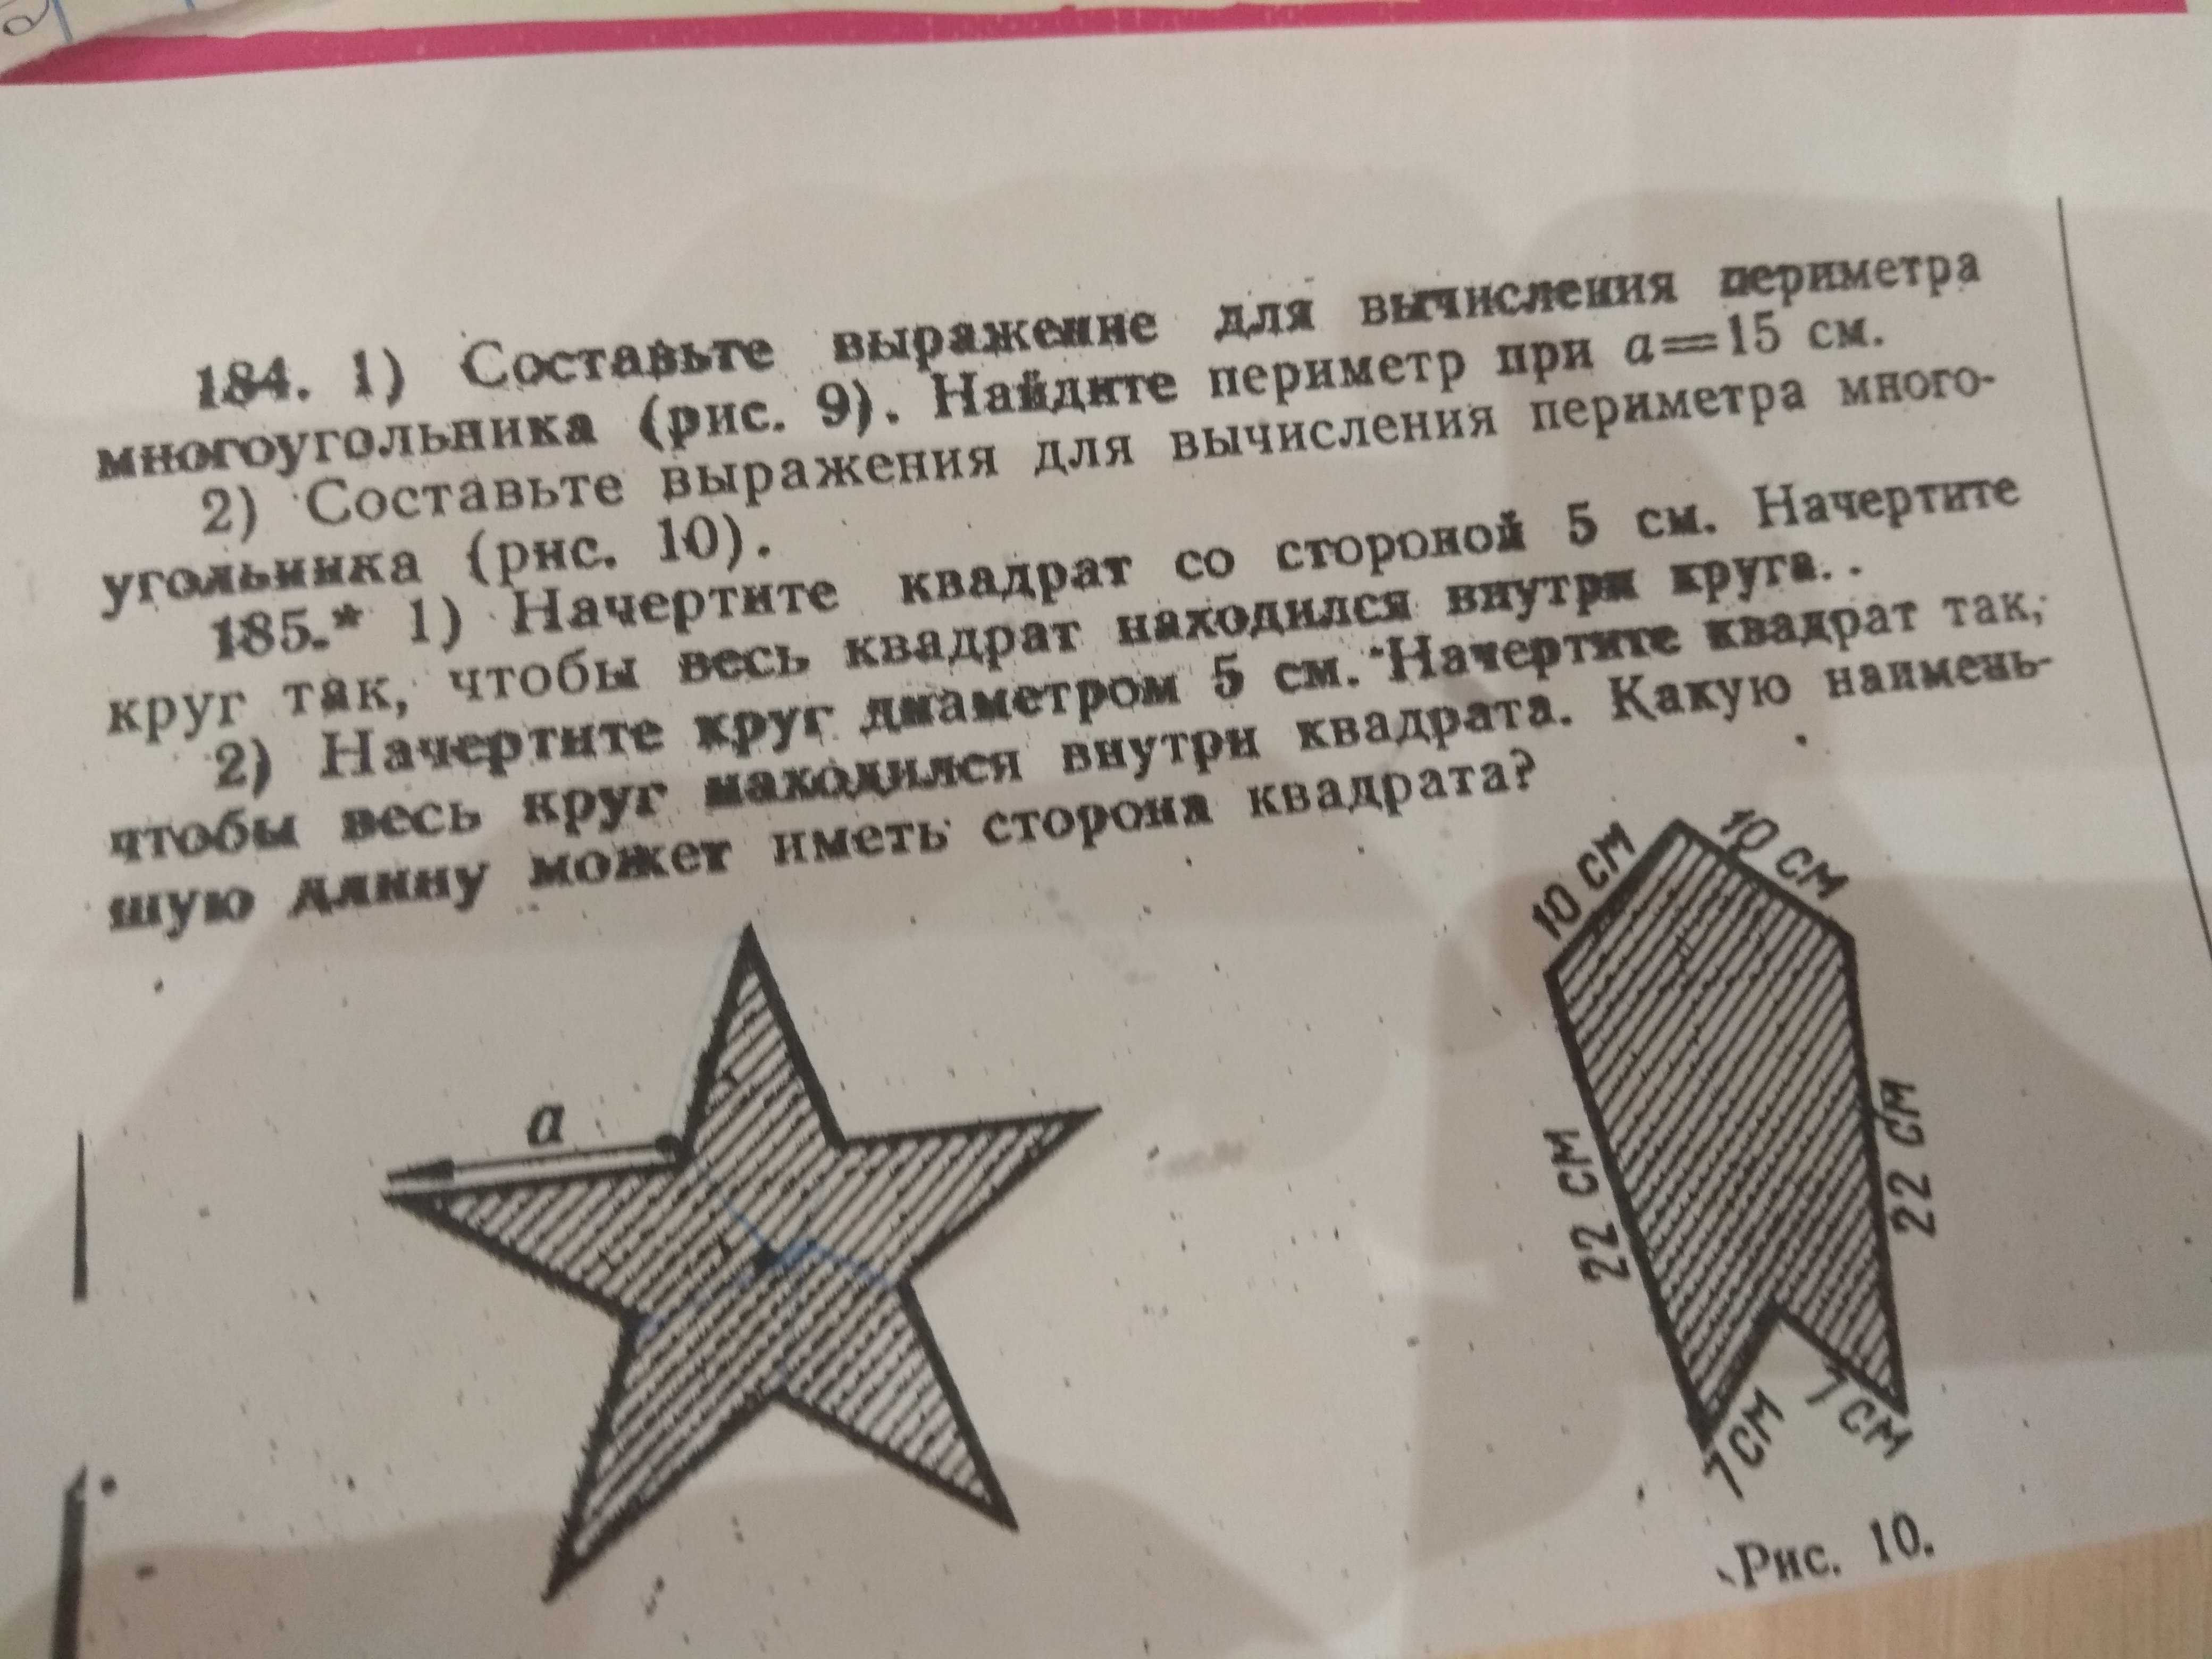 184. 1) Составьте выражение для вычисления периметра
многоугольника (рис. 9). Найдите периметр при a=15 см.
2) Составьте выражения для вычисления периметра много-
угольника (рис. 10).
185.* 1) Начертите квадрат со стороной 5 см. Начертите
круг так, чтобы весь квадрат находился внутри круга.
2) Начертите круг диаметром 5 см. Начертите квадрат так,
чтобы весь круг находился внутри квадрата. Какую наимень-
шую длину может иметь сторона квадрата?
10 СМ
10 СМ
a
22 СМ
22 СМ
7 СМ
7 СМ
Рис. 10.